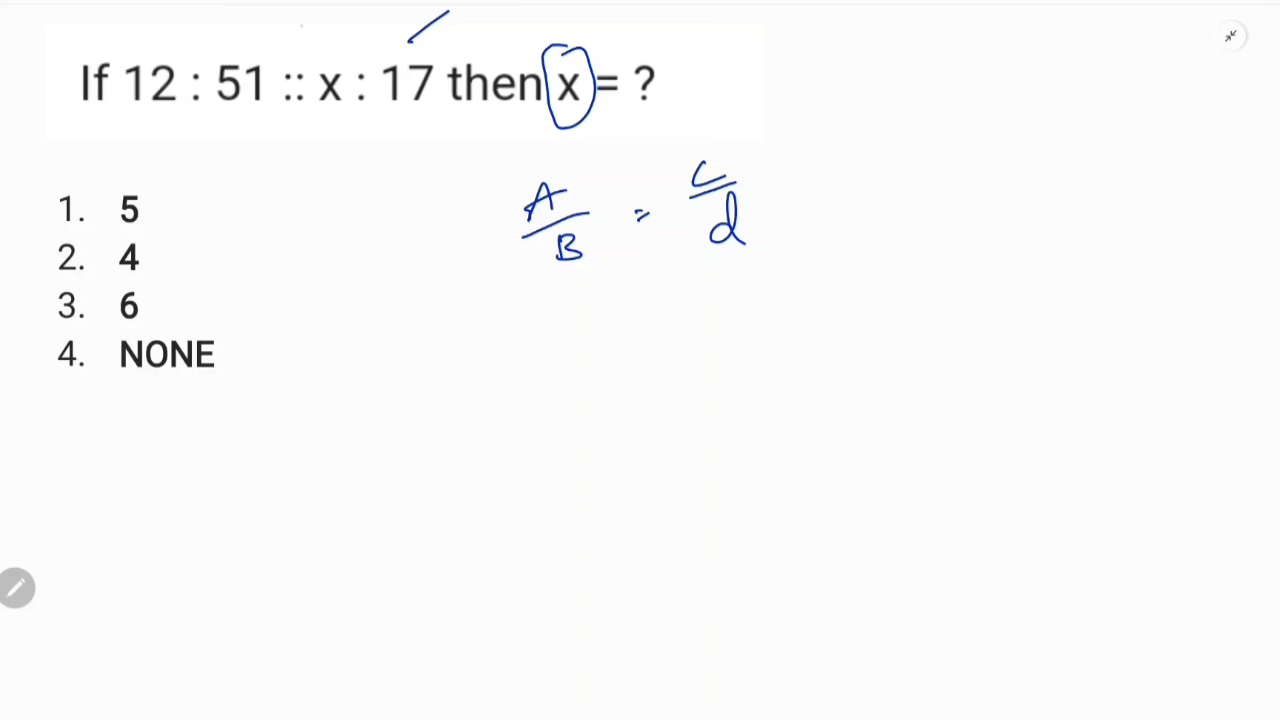 If 12 : 51 :: x : 17 then x = ?
A/B = C/d
1. 5
2. 4
3. 6
4. NONE